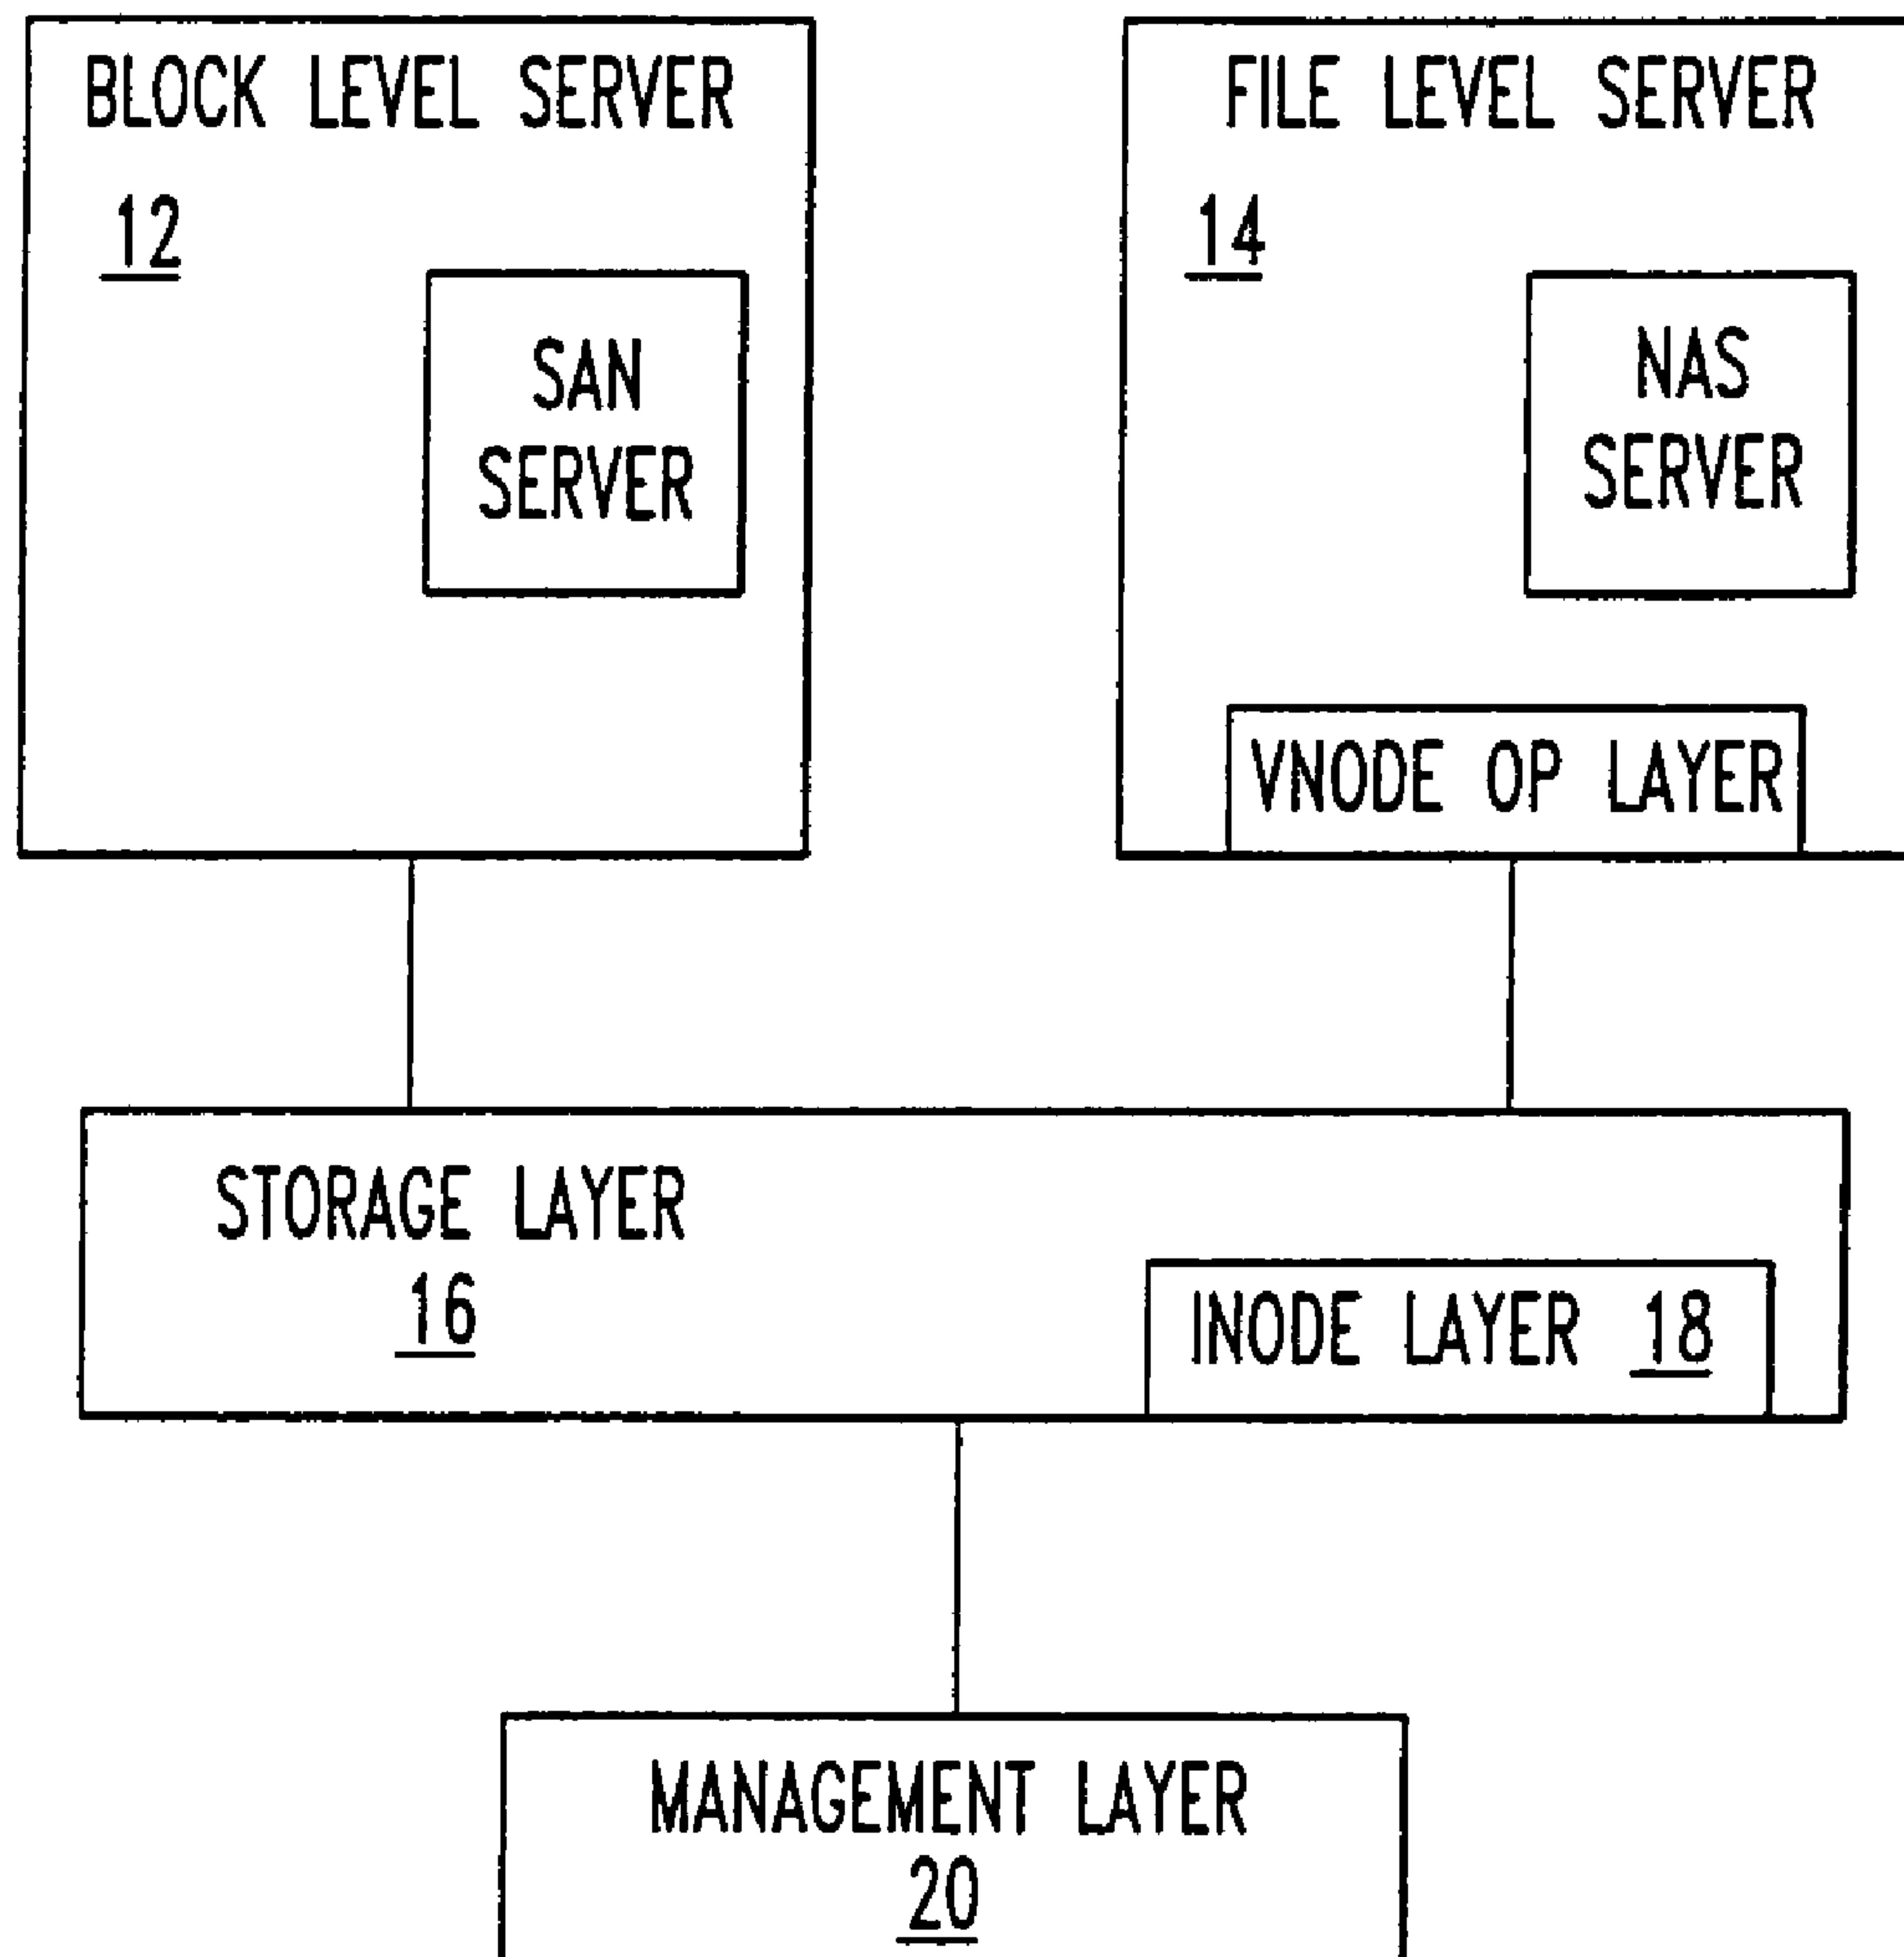 BLOCK LEVEL SERVER
12
SAN
SERVER
FILE LEVEL SERVER
14
NAS
SERVER
VNODE OP LAYER
STORAGE LAYER
16
INODE LAYER 18
MANAGEMENT LAYER
20